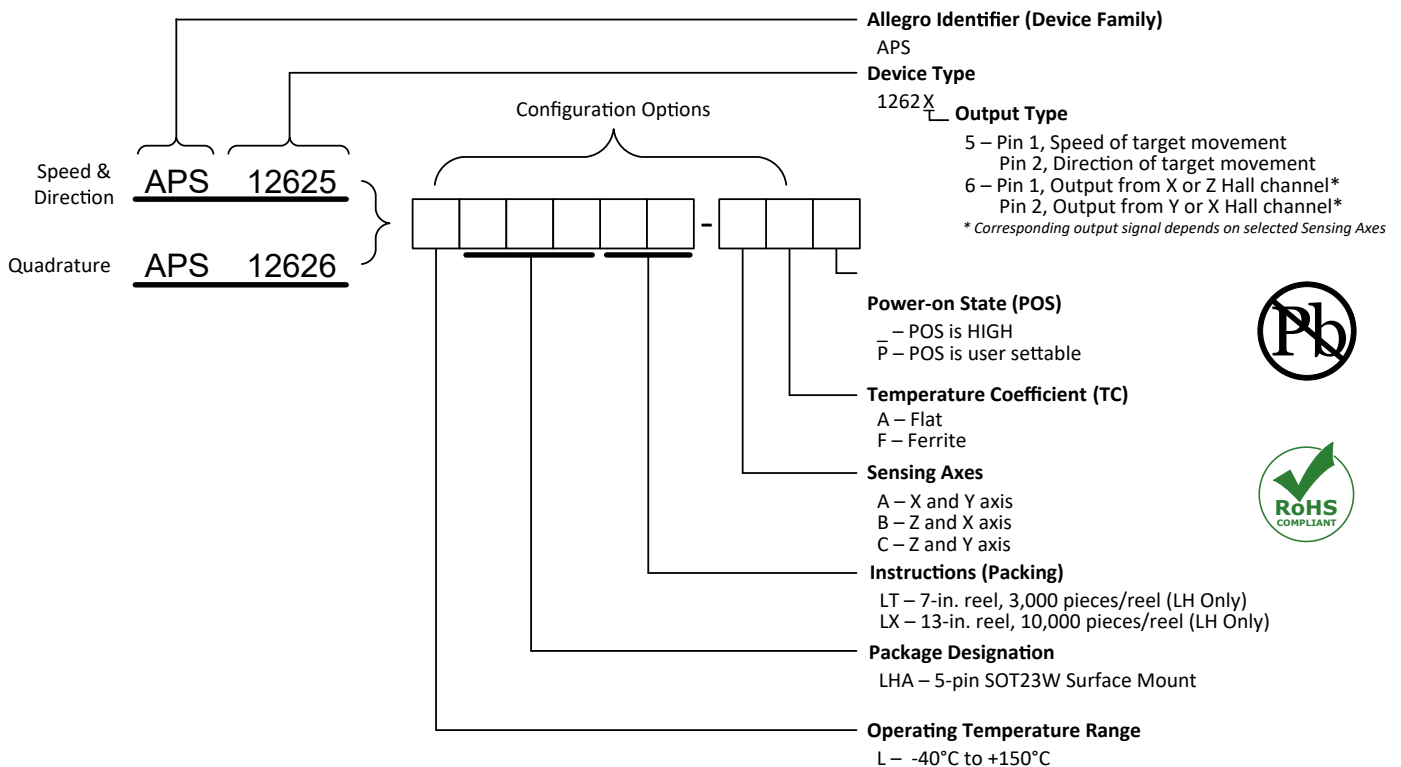 Allegro Identifier (Device Family)
APS
Device Type
1262X
Output Type
5 – Pin 1, Speed of target movement
Pin 2, Direction of target movement
6 – Pin 1, Output from X or Z Hall channel*
Pin 2, Output from Y or X Hall channel*
* Corresponding output signal depends on selected Sensing Axes
Configuration Options
Speed &
Direction
APS 12625
-
Quadrature APS 12626
Power-on State (POS)
_ – POS is HIGH
P – POS is user settable
Pb
Temperature Coefficient (TC)
A – Flat
F – Ferrite
Sensing Axes
A – X and Y axis
B – Z and X axis
C – Z and Y axis
RoHS
COMPLIANT
Instructions (Packing)
LT – 7-in. reel, 3,000 pieces/reel (LH Only)
LX – 13-in. reel, 10,000 pieces/reel (LH Only)
Package Designation
LHA – 5-pin SOT23W Surface Mount
Operating Temperature Range
L – -40°C to +150°C